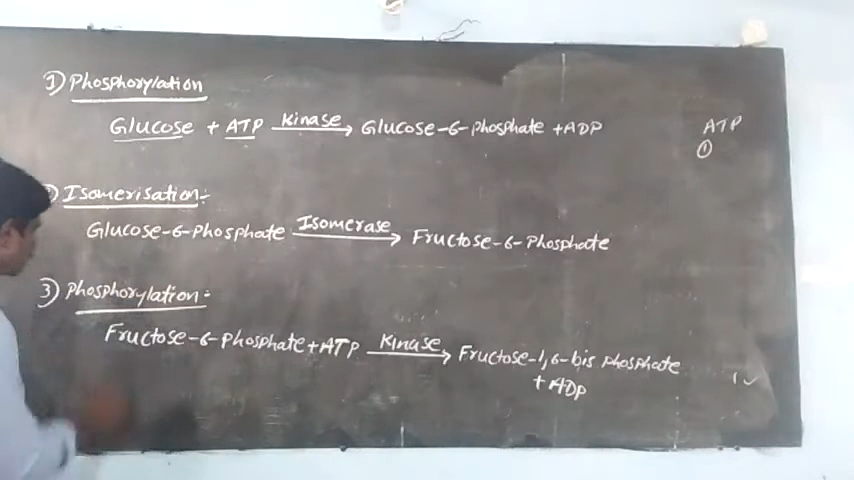 1) Phosphorylation
Glucose + ATP Kinase → Glucose-6-Phosphate + ADP
ATP
①
Isomerisation:-
Glucose-6-Phosphate Isomerase → Fructose-6-Phosphate
3) Phosphorylation:-
Fructose-6-Phosphate + ATP Kinase → Fructose-1,6-bis phosphate
+ ADP